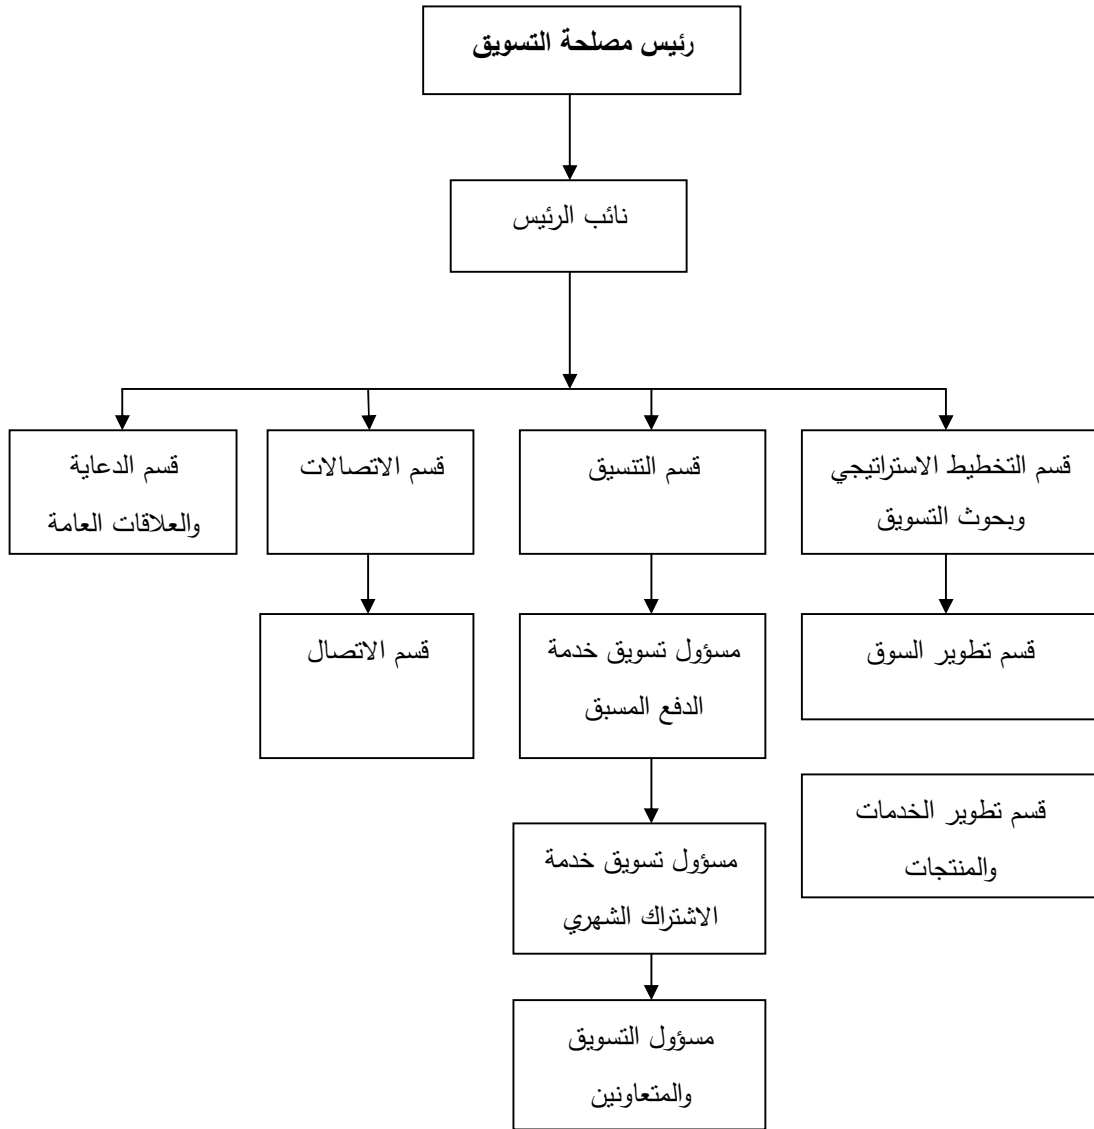 رئيس مصلحة التسويق
نائب الرئيس
قسم التخطيط الاستراتيجي
وبحوث التسويق
قسم التنسيق
قسم الاتصالات
قسم الدعاية
والعلاقات العامة
قسم تطوير السوق
مسؤول تسويق خدمة
الدفع المسبق
قسم الاتصال
قسم تطوير الخدمات
والمنتجات
مسؤول تسويق خدمة
الاشتراك الشهري
مسؤول التسويق
والمتعاونين